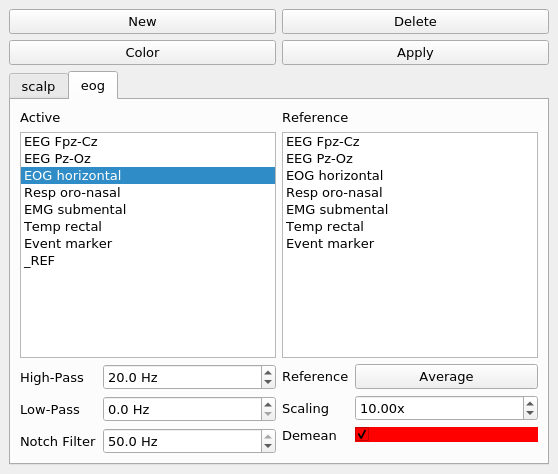 New
Delete
Color
Apply
scalp
eog
Active
Reference
EEG Fpz-Cz
EEG Pz-Oz
EOG horizontal
Resp oro-nasal
EMG submental
Temp rectal
Event marker
_REF
EEG Fpz-Cz
EEG Pz-Oz
EOG horizontal
Resp oro-nasal
EMG submental
Temp rectal
Event marker
High-Pass
20.0 Hz
Reference
Average
Low-Pass
0.0 Hz
Scaling
10.00x
Notch Filter
50.0 Hz
Demean